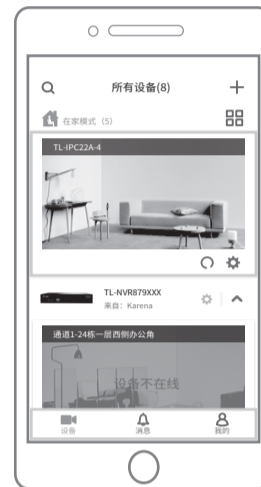 所有设备(8)
在家模式（5）
TL-IPC22A-4
TL-NVR879XXX
来自：Karena
通道1-24栋一层西侧办公角
设备不在线
设备
消息
我的